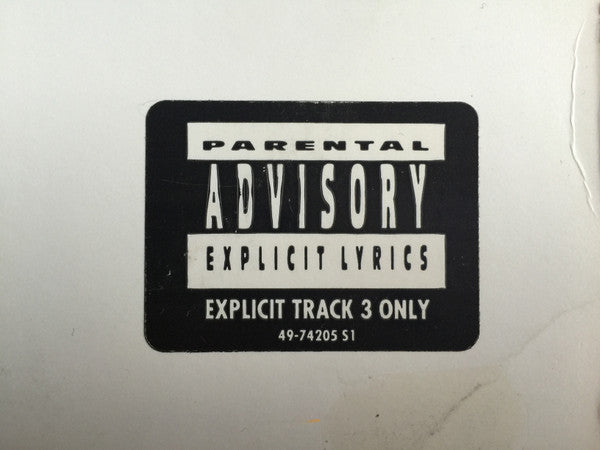 PARENTAL
ADVISORY
EXPLICIT LYRICS
EXPLICIT TRACK 3 ONLY
49-74205 S1